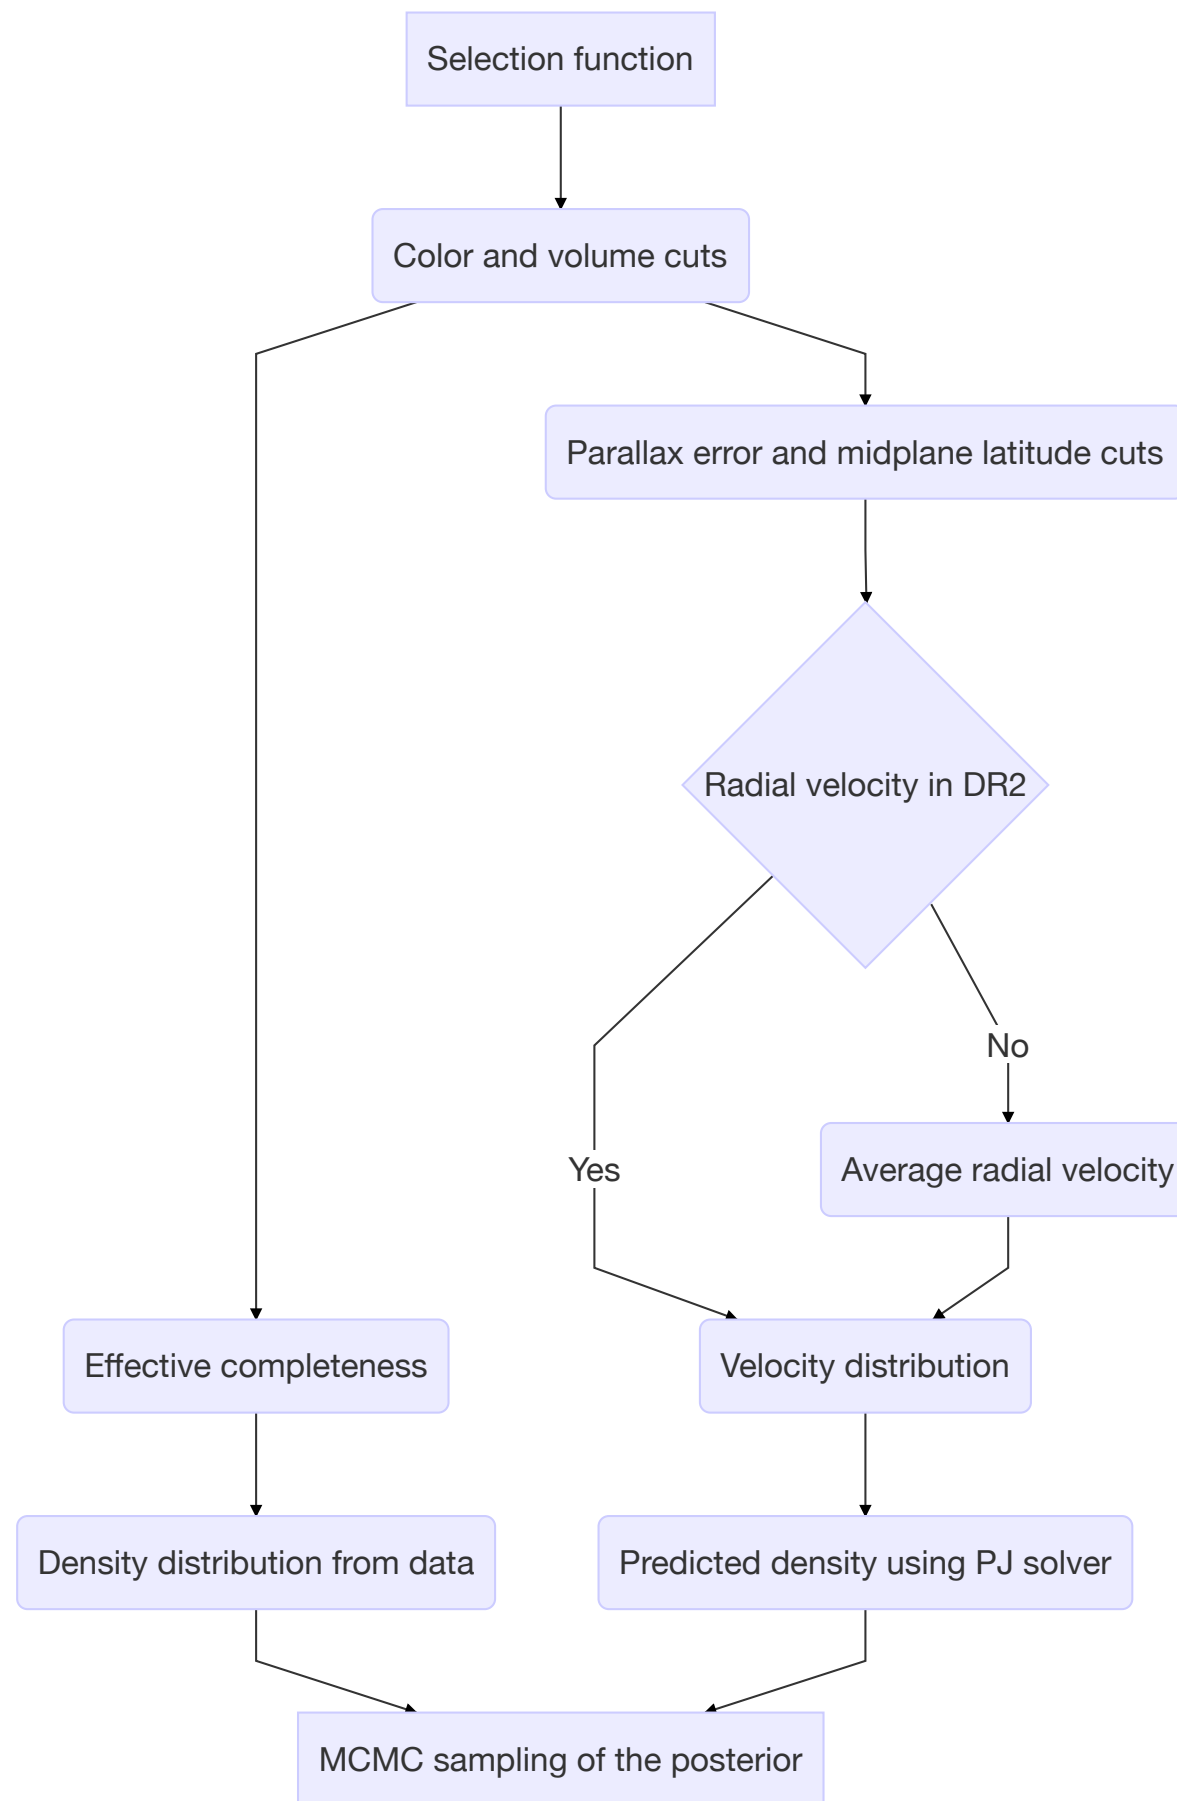 Selection function
Color and volume cuts
Parallax error and midplane latitude cuts
Radial velocity in DR2
No
Yes
Average radial velocity
Effective completeness
Velocity distribution
Density distribution from data
Predicted density using PJ solver
MCMC sampling of the posterior